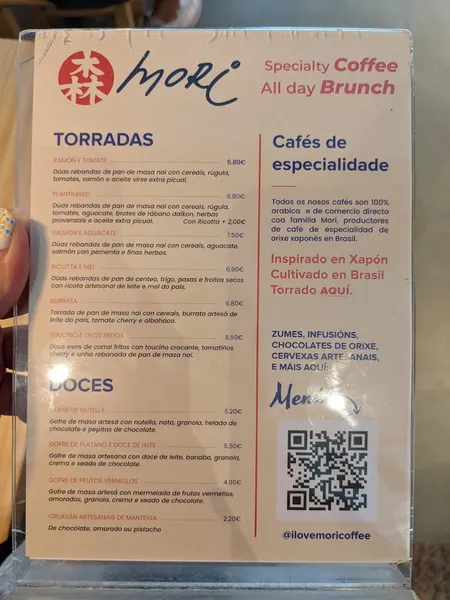 森 MORI
Specialty Coffee
All day Brunch
TORRADAS
XAMÓN E TOMATE 5,80€
Dúas rebandas de pan de masa nai con cereais, rúgula,
tomates, xamón e aceite virxe extra picual.
PLANTBASED 6,80€
Dúas rebandas de pan de masa nai con cereais, rúgula,
tomates, aguacate, brotes de rábano daikon, herbas
provenzais e aceite extra picual. Con Ricotta + 2,00€
SALMÓN E AGUACATE 7,50€
Dúas rebandas de pan de masa nai con cereais, aguacate,
salmón con pementa e finas herbas.
RICOTTA E MEL 6,90€
Dúas rebandas de pan de centeo, trigo, pasas e froitos secos
con ricota artesanal de leite e mel do país.
BURRATA 6,80€
Torrada de pan de masa nai con cereais, burrata artesá de
leite do país, tomate cherry e albahaca.
TOUCIÑO E OVOS FRITOS 6,50€
Dous ovos de corral fritos con touciño crocante, tomatiños
cherry e unha rebonada de pan de masa nai.
DOCES
GOFRE DE NUTELLA 5,20€
Gofre de masa artesá con nutella, nata, granola, helado de
chocolate e pepitas de chocolate.
GOFRE DE PLÁTANO E DOCE DE LEITE 5,50€
Gofre de masa artesana con doce de leite, banana, granola,
crema e xeado de chocolate.
GOFRE DE FRUTOS VERMELLOS 4,90€
Gofre de masa artesá con mermelada de frutos vermellos,
amorodos, granola, crema e xeado de chocolate.
CRUASÁN ARTESANAIS DE MANTEIXA 2,20€
De chocolate, amorodo ou pistacho
Cafés de
especialidade
Todos os nosos cafés son 100%
arabica e de comercio directo
coa familia Mori, productores
de café de especialidad de
orixe xaponés en Brasil.
Inspirado en Xapón
Cultivado en Brasil
Torrado AQUÍ.
ZUMES, INFUSIÓNS,
CHOCOLATES DE ORIXE,
CERVEXAS ARTESANAIS,
E MÁIS AQUÍ:
@ilovemoricoffee